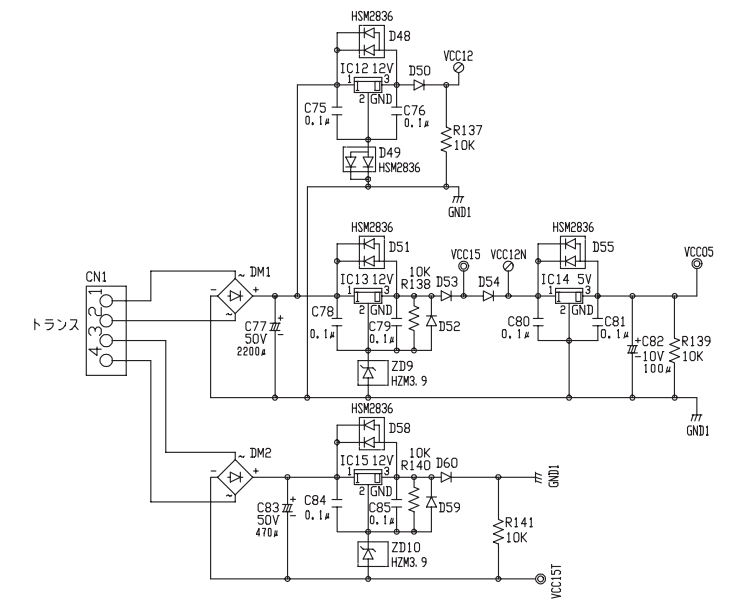 HSM2836
D48
IC12 12V
1 3
2 GND
D50
VCC12
C75
0.1μ
C76
0.1μ
R137
10K
D49
HSM2836
GND1
CN1
1
2
3
4
トランス
DM1
~
-
+
~
C77
50V
2200μ
+
-
HSM2836
D51
IC13 12V
1 3
2 GND
C78
0.1μ
C79
0.1μ
10K
R138
D53
D52
VCC15
D54
VCC12N
ZD9
HZM3.9
HSM2836
D55
IC14 5V
1 3
2 GND
C80
0.1μ
C81
0.1μ
VCC05
+
-
C82
10V
100μ
R139
10K
GND1
DM2
~
-
+
~
C83
50V
470μ
+
-
HSM2836
D58
IC15 12V
1 3
2 GND
C84
0.1μ
C85
0.1μ
10K
R140
D60
D59
GND1
R141
10K
ZD10
HZM3.9
VCC15T